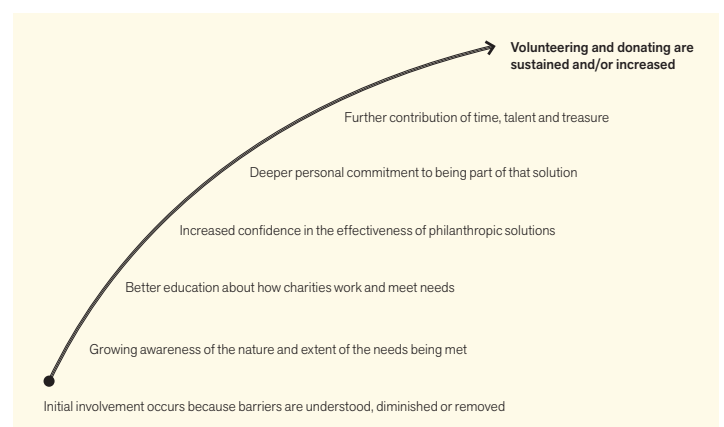 Volunteering and donating are
sustained and/or increased
Further contribution of time, talent and treasure
Deeper personal commitment to being part of that solution
Increased confidence in the effectiveness of philanthropic solutions
Better education about how charities work and meet needs
Growing awareness of the nature and extent of the needs being met
Initial involvement occurs because barriers are understood, diminished or removed